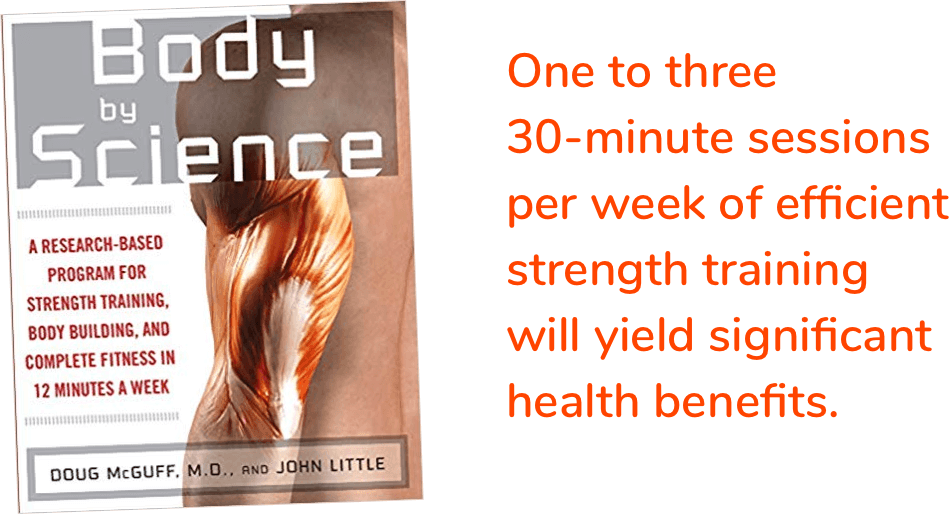 Body
by
Science
A RESEARCH-BASED
PROGRAM FOR
STRENGTH TRAINING,
BODY BUILDING, AND
COMPLETE FITNESS IN
12 MINUTES A WEEK
DOUG McGUFF, M.D., AND JOHN LITTLE
One to three
30-minute sessions
per week of efficient
strength training
will yield significant
health benefits.